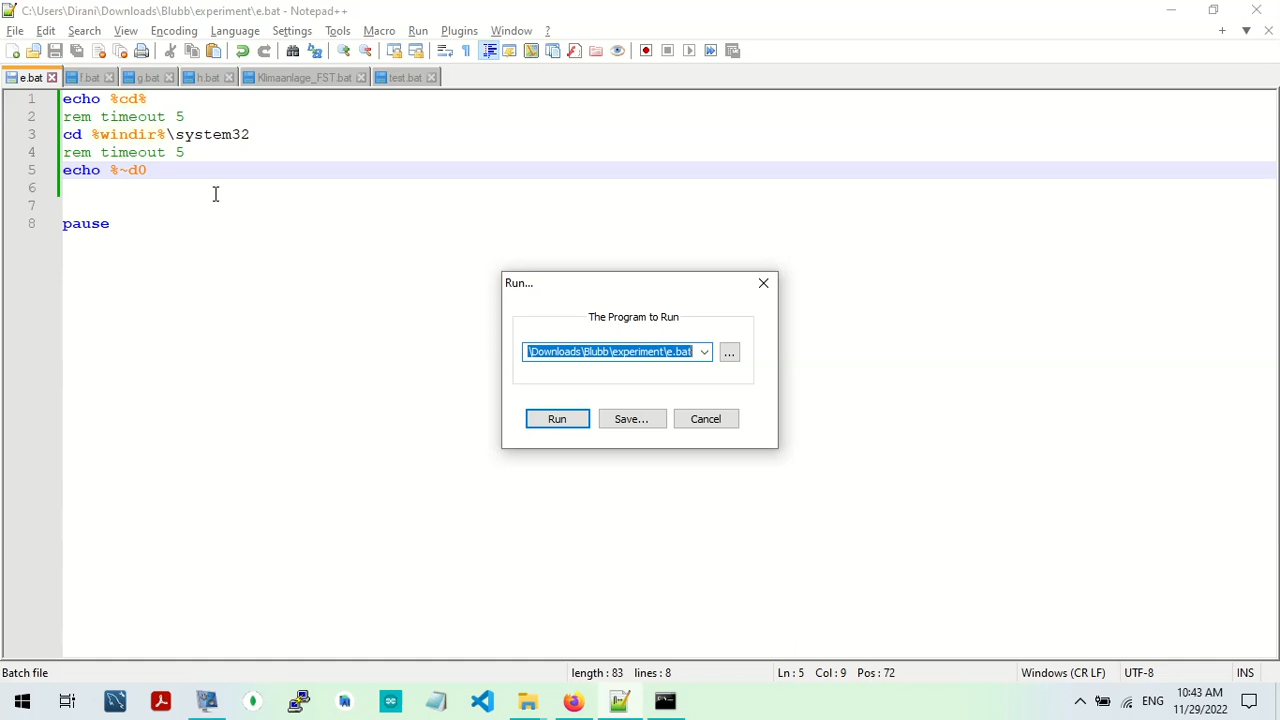 C:\Users\Dirani\Downloads\Blubb\experiment\e.bat - Notepad++
File Edit Search View Encoding Language Settings Tools Macro Run Plugins Window ?
e.bat f.bat g.bat h.bat Klimaanlage_FST.bat test.bat
1 echo %cd%
2 rem timeout 5
3 cd %windir%\system32
4 rem timeout 5
5 echo %~d0
6
7
8 pause
Run...
The Program to Run
\Downloads\Blubb\experiment\e.bat
...
Run Save... Cancel
Batch file length : 83 lines : 8 Ln : 5 Col : 9 Pos : 72 Windows (CR LF) UTF-8 INS
ENG
10:43 AM
11/29/2022